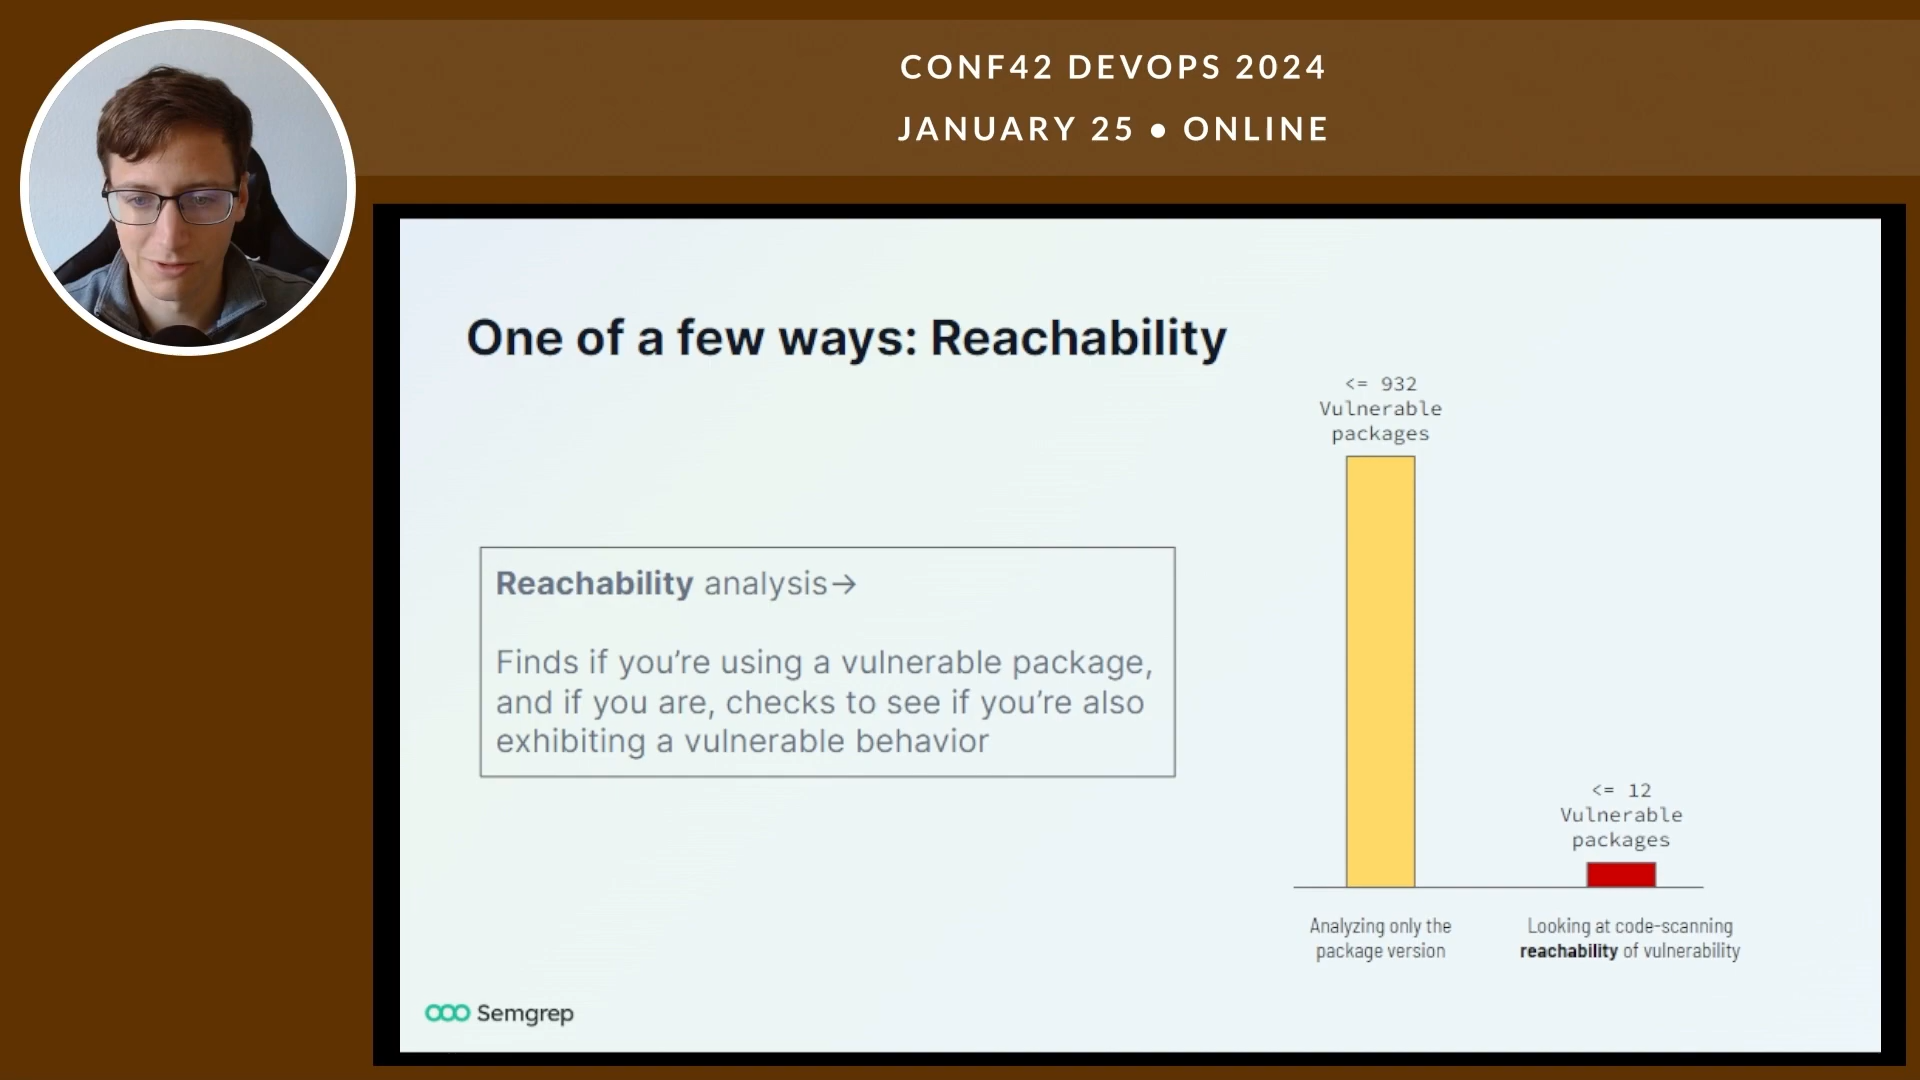 CONF42 DEVOPS 2024
JANUARY 25 • ONLINE
One of a few ways: Reachability
Reachability analysis→
Finds if you’re using a vulnerable package,
and if you are, checks to see if you’re also
exhibiting a vulnerable behavior
<= 932
Vulnerable
packages
<= 12
Vulnerable
packages
Analyzing only the
package version
Looking at code-scanning
reachability of vulnerability
Semgrep